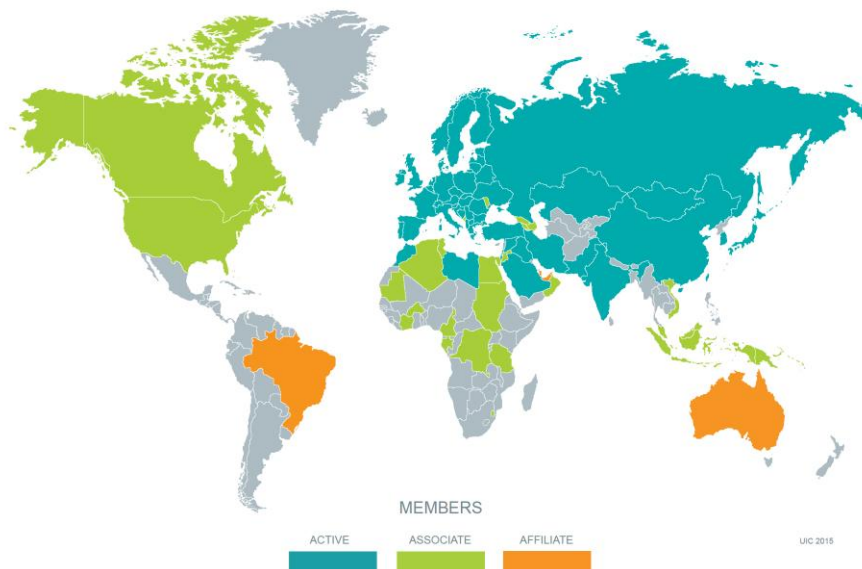 MEMBERS
ACTIVE
ASSOCIATE
AFFILIATE
UIC 2015